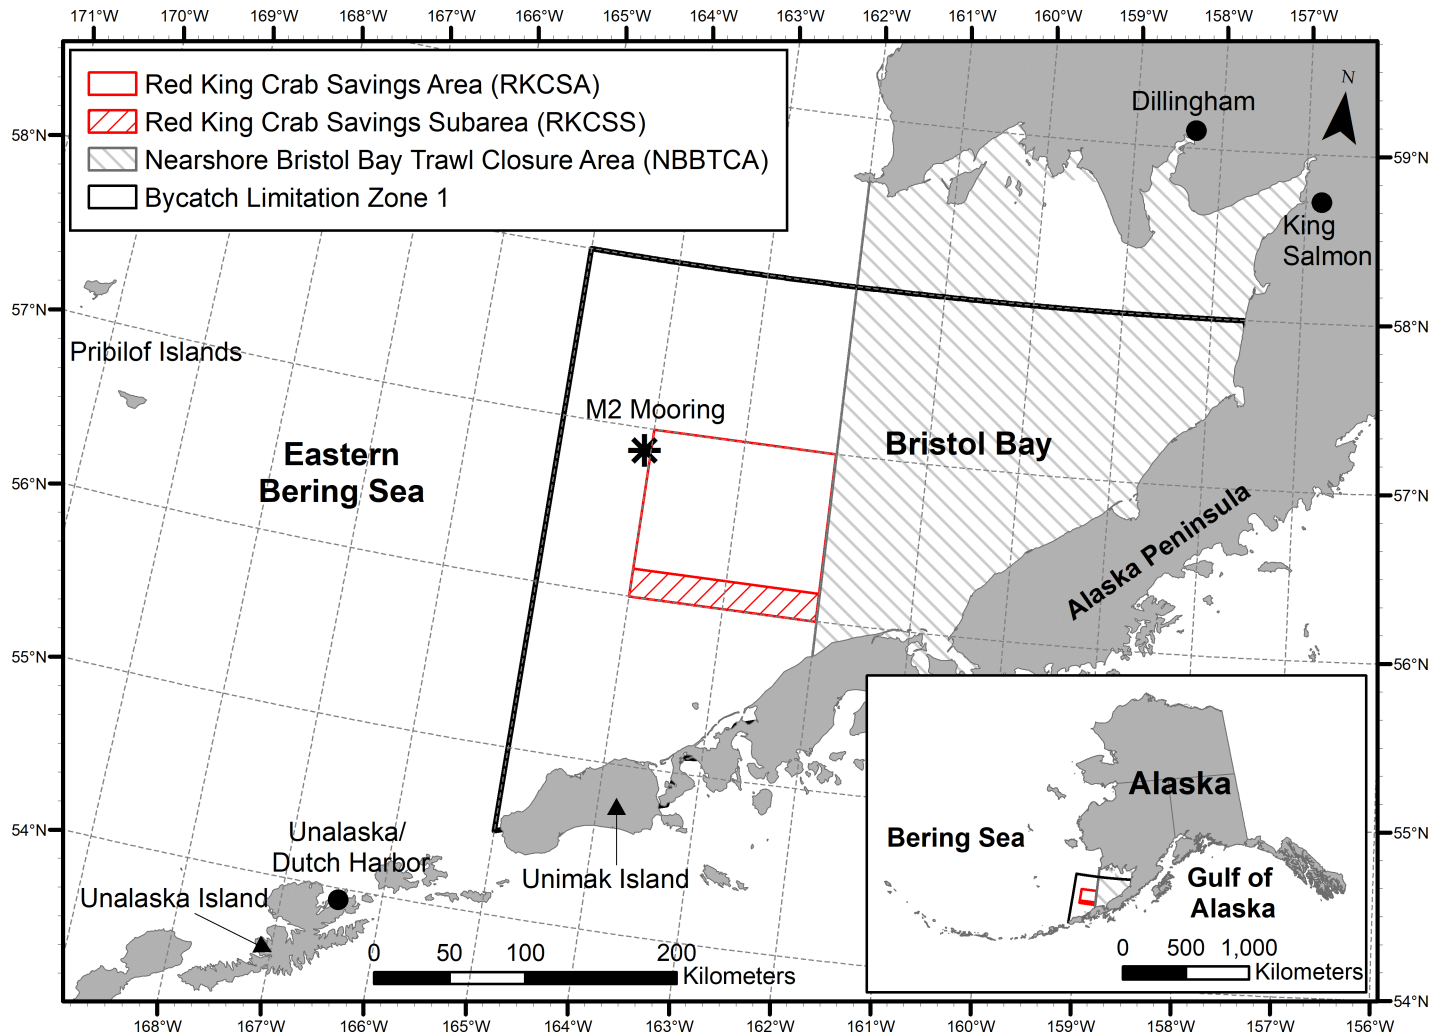 171°W 170°W 169°W 168°W 167°W 166°W 165°W 164°W 163°W 162°W 161°W 160°W 159°W 158°W 157°W
Red King Crab Savings Area (RKCSA)
Red King Crab Savings Subarea (RKCSS)
Nearshore Bristol Bay Trawl Closure Area (NBBTCA)
Bycatch Limitation Zone 1
N
Dillingham
58°N
59°N
King
Salmon
57°N
58°N
Pribilof Islands
M2 Mooring
Eastern
Bering Sea
Bristol Bay
56°N
57°N
Alaska Peninsula
55°N
56°N
Alaska
Bering Sea
Gulf of
Alaska
0 500 1,000
Kilometers
54°N
55°N
Unalaska/
Dutch Harbor
Unimak Island
Unalaska Island
0 50 100 200
Kilometers
54°N
168°W 167°W 166°W 165°W 164°W 163°W 162°W 161°W 160°W 159°W 158°W 157°W 156°W